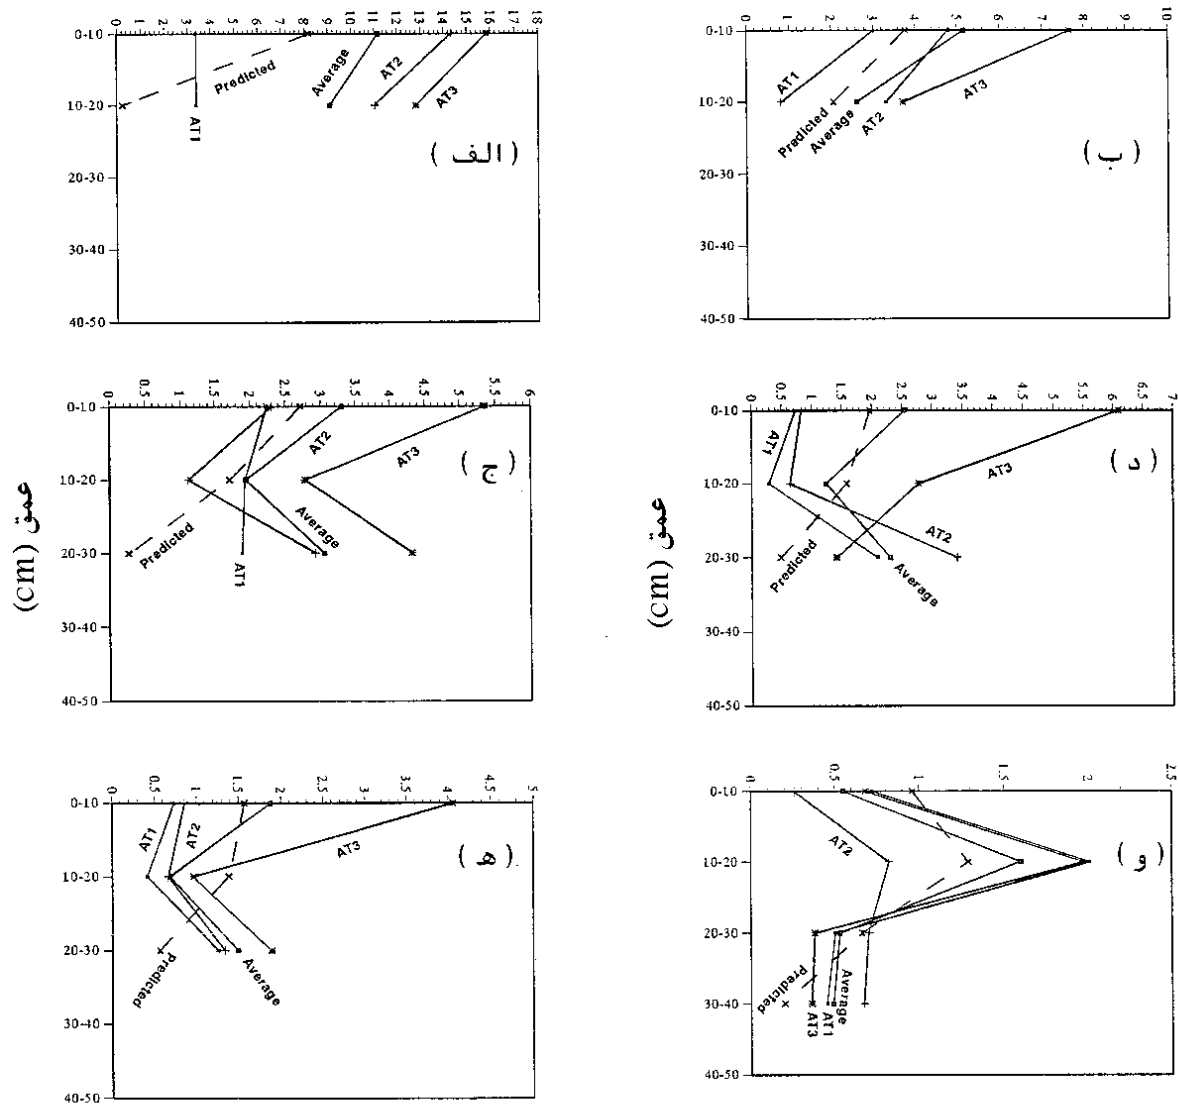 0 1 2 3 4 5 6 7 8 9 10 11 12 13 14 15 16 17 18
0-10
10-20
20-30
30-40
40-50
Predicted
AT1
Average
AT2
AT3
( الف )
0 1 2 3 4 5 6 7 8 9 10
0-10
10-20
20-30
30-40
40-50
AT1
Predicted
Average
AT2
AT3
( ب )
عمق (cm)
0 0.5 1 1.5 2 2.5 3 3.5 4 4.5 5 5.5 6
0-10
10-20
20-30
30-40
40-50
Predicted
AT1
Average
AT2
AT3
( ج )
عمق (cm)
0 0.5 1 1.5 2 2.5 3 3.5 4 4.5 5 5.5 6 6.5 7
0-10
10-20
20-30
30-40
40-50
AT1
Predicted
Average
AT2
AT3
( د )
0 0.5 1 1.5 2 2.5 3 3.5 4 4.5 5
0-10
10-20
20-30
30-40
40-50
AT1
AT2
AT3
Predicted
Average
( ه )
0 0.5 1 1.5 2 2.5
0-10
10-20
20-30
30-40
40-50
AT2
Predicted
AT3
AT1
Average
( و )